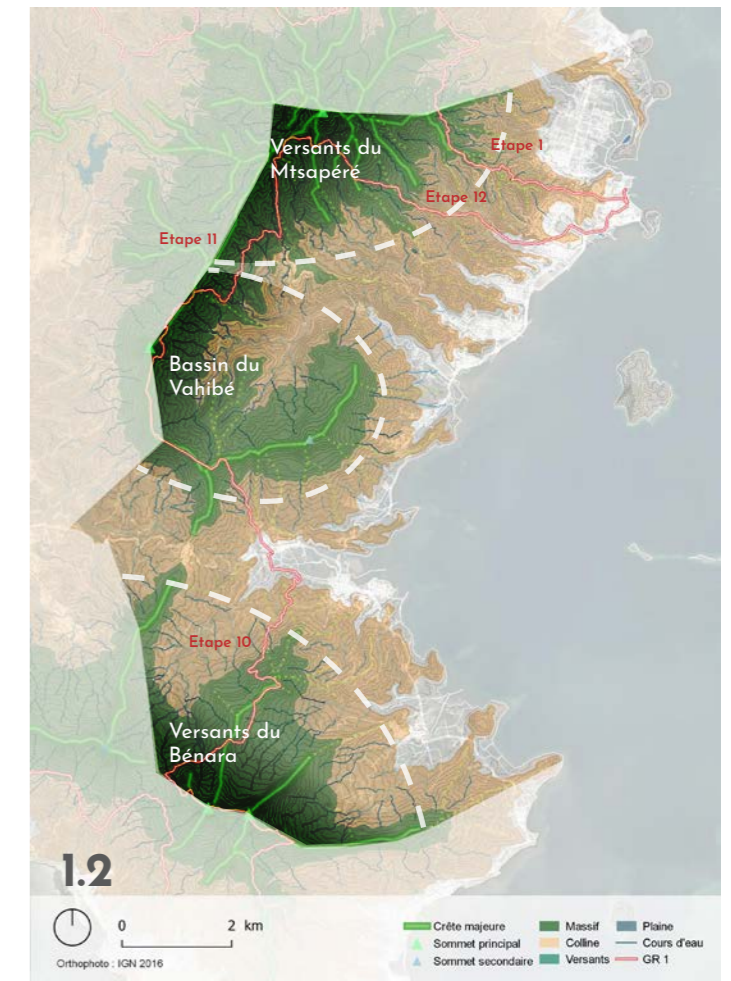 Etape 1
Versants du
Mtsapéré
Etape 12
Etape 11
Bassin du
Vahibé
Etape 10
Versants du
Bénara
1.2
0 2 km
Orthophoto : IGN 2016
Crête majeure
Sommet principal
Sommet secondaire
Massif
Colline
Versants
Plaine
Cours d'eau
GR 1